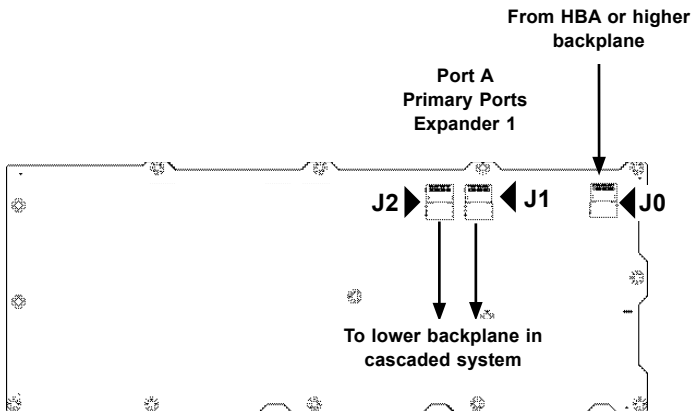 From HBA or higher
backplane
Port A
Primary Ports
Expander 1
J2
J1
J0
To lower backplane in
cascaded system